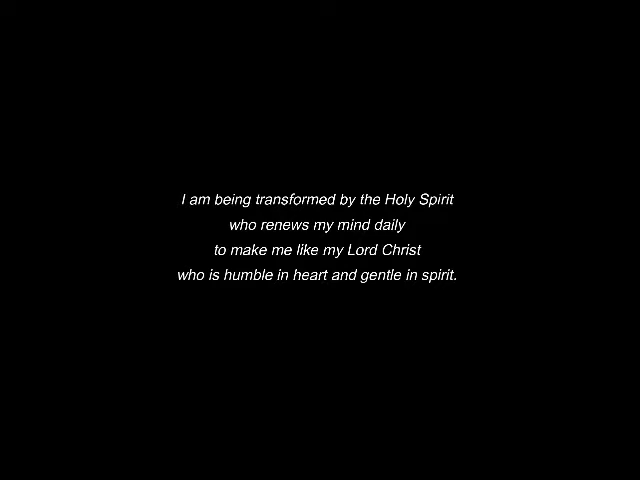 I am being transformed by the Holy Spirit
who renews my mind daily
to make me like my Lord Christ
who is humble in heart and gentle in spirit.